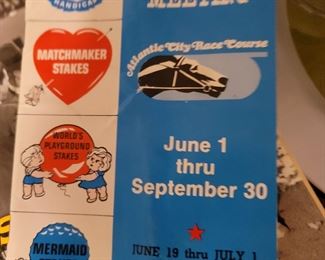 HANDICAP
MEETING
MATCHMAKER
STAKES
Atlantic City Race Course
WORLD'S
PLAYGROUND
STAKES
June 1
thru
September 30
MERMAID
JUNE 19 thru JULY 1